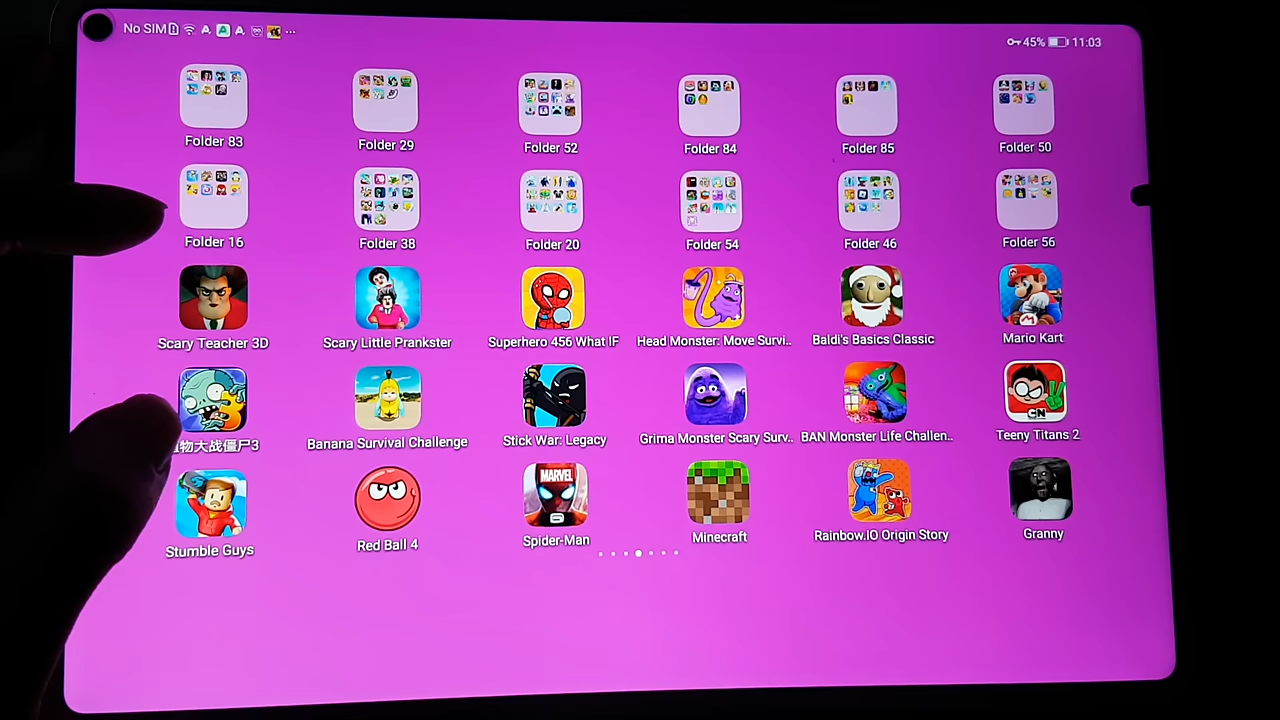 No SIM
45% 11:03
Folder 83 Folder 29 Folder 52 Folder 84 Folder 85 Folder 50
Folder 16 Folder 38 Folder 20 Folder 54 Folder 46 Folder 56
Scary Teacher 3D Scary Little Prankster Superhero 456 What IF Head Monster: Move Survi.. Baldi's Basics Classic Mario Kart
3
CN
物大战僵尸3 Banana Survival Challenge Stick War: Legacy Grima Monster Scary Surv.. BAN Monster Life Challen.. Teeny Titans 2
MARVEL
Stumble Guys Red Ball 4 Spider-Man Minecraft Rainbow.IO Origin Story Granny